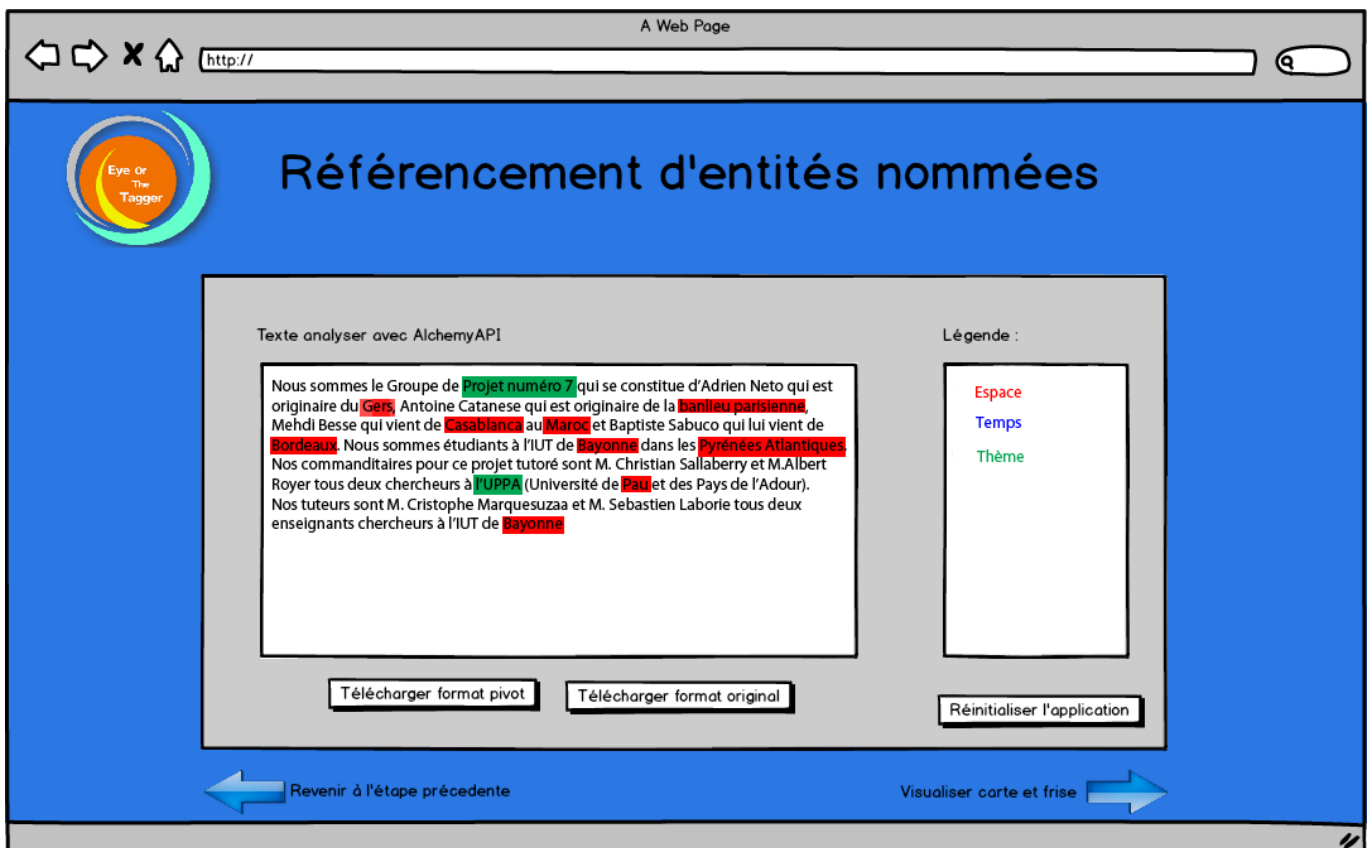 A Web Page
http://
Eye Of
The
Tagger
Référencement d'entités nommées
Texte analyser avec AlchemyAPI
Nous sommes le Groupe de Projet numéro 7 qui se constitue d'Adrien Neto qui est
originaire du Gers, Antoine Catanese qui est originaire de la banlieu parisienne,
Mehdi Besse qui vient de Casablanca au Maroc et Baptiste Sabuco qui lui vient de
Bordeaux. Nous sommes étudiants à l'IUT de Bayonne dans les Pyrénées Atlantiques.
Nos commanditaires pour ce projet tutoré sont M. Christian Sallaberry et M.Albert
Royer tous deux chercheurs à l'UPPA (Université de Pau et des Pays de l'Adour).
Nos tuteurs sont M. Cristophe Marquesuzaa et M. Sebastien Laborie tous deux
enseignants chercheurs à l'IUT de Bayonne
Légende :
Espace
Temps
Thème
Télécharger format pivot
Télécharger format original
Réinitialiser l'application
Revenir à l'étape précedente
Visualiser carte et frise